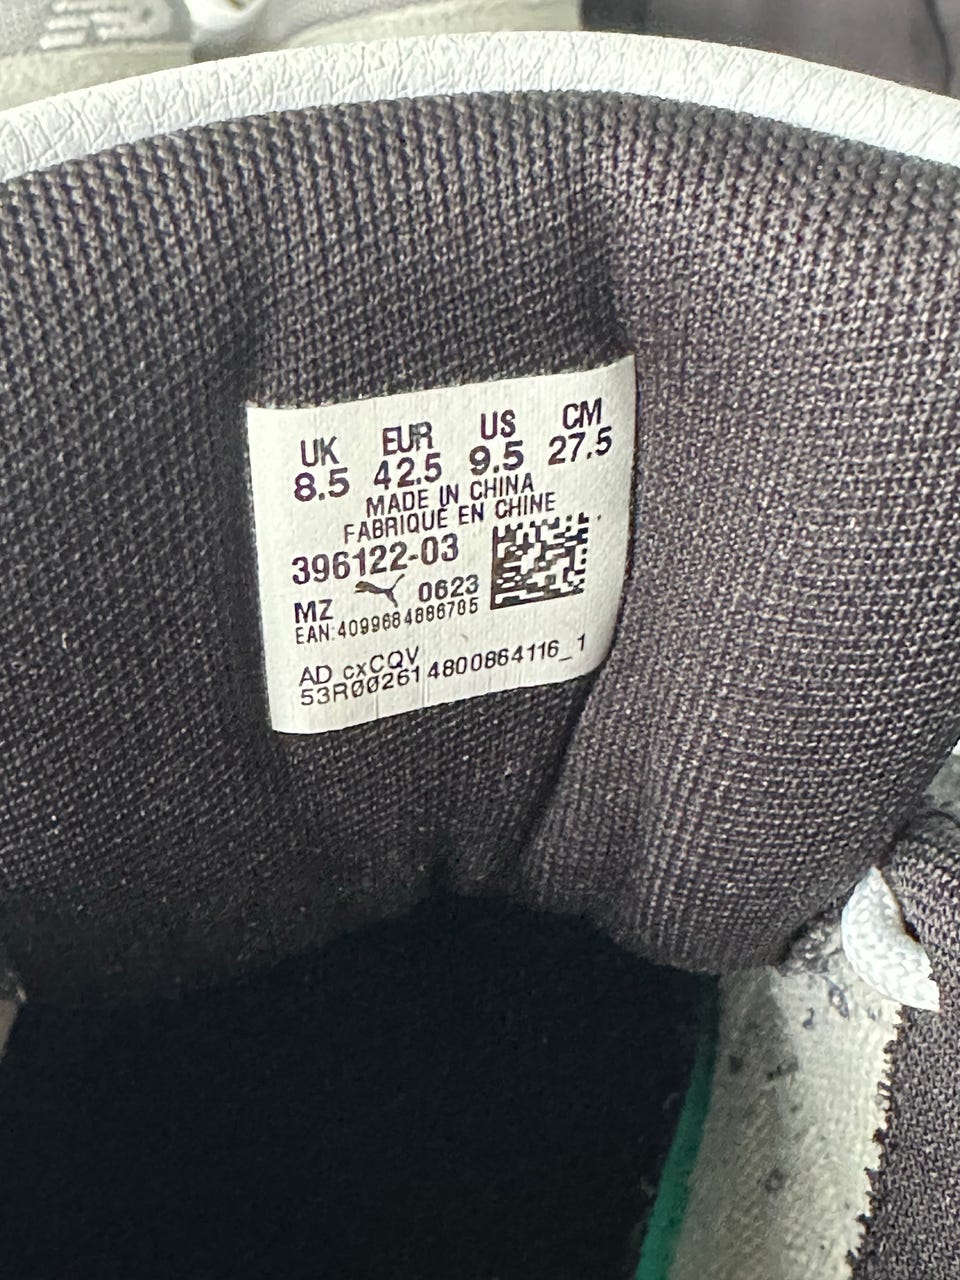 UK EUR US CM
8.5 42.5 9.5 27.5
MADE IN CHINA
FABRIQUE EN CHINE
396122-03
MZ 0623
EAN:4099684886785
AD cxCQV
53R002614800864116_1